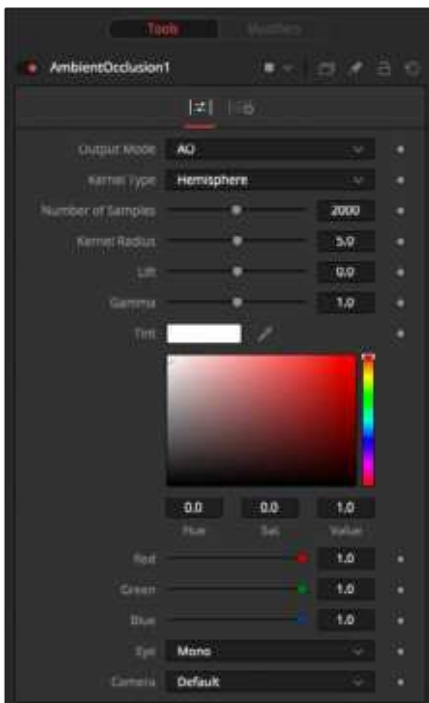 Tools Modifiers
AmbientOcclusion1
Output Mode AO
Kernel Type Hemisphere
Number of Samples 2000
Kernel Radius 5.0
Lift 0.0
Gamma 1.0
Tint
0.0 0.0 1.0
Hue Sat Value
Red 1.0
Green 1.0
Blue 1.0
Eye Mono
Camera Default